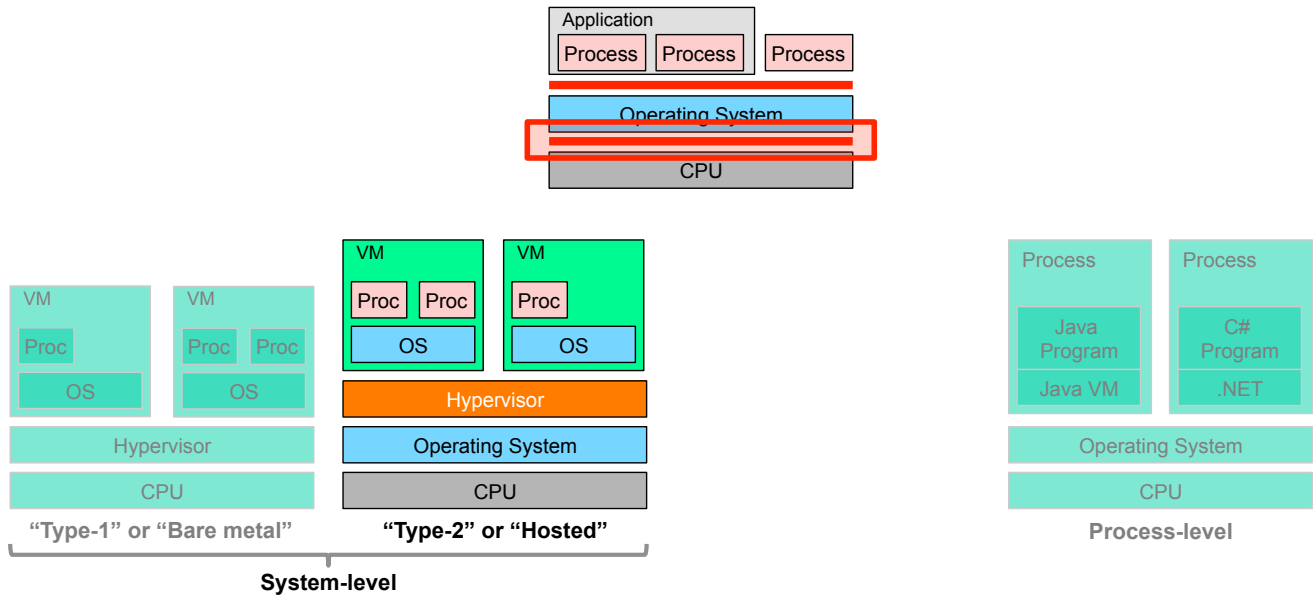 Application
Process Process Process
Operating System
CPU
VM VM
Proc Proc Proc
OS OS
Hypervisor
Operating System
CPU
"Type-2" or "Hosted"
VM VM
Proc Proc Proc
OS OS
Hypervisor
CPU
"Type-1" or "Bare metal"
System-level
Process Process
Java C#
Program Program
Java VM .NET
Operating System
CPU
Process-level